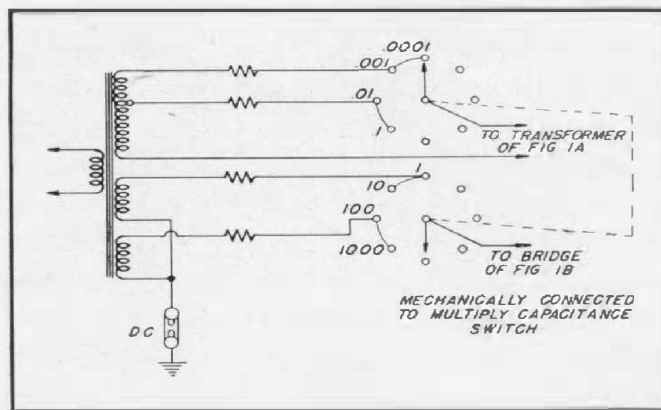 .0001
.001
.01
.1
TO TRANSFORMER
OF FIG 1A
1
10
100
1000
TO BRIDGE
OF FIG 1B
MECHANICALLY CONNECTED
TO MULTIPLY CAPACITANCE
SWITCH
DC